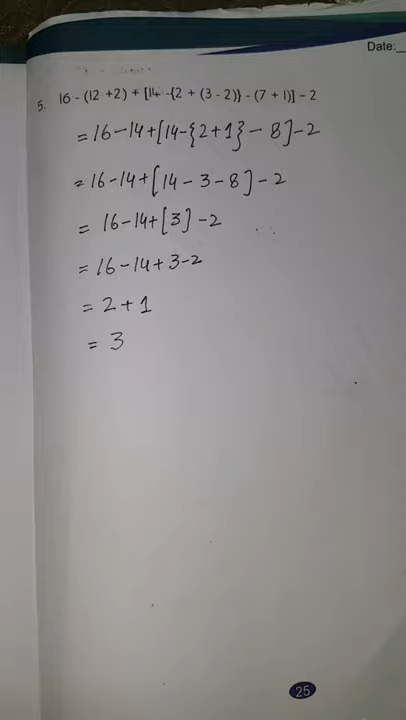 Date:
5. 16 - (12 +2) + [14 -{2 + (3 - 2)} - (7 + 1)] - 2
= 16 - 14 + [14 - {2 + 1} - 8] - 2
= 16 - 14 + [14 - 3 - 8] - 2
= 16 - 14 + [3] - 2
= 16 - 14 + 3 - 2
= 2 + 1
= 3
25